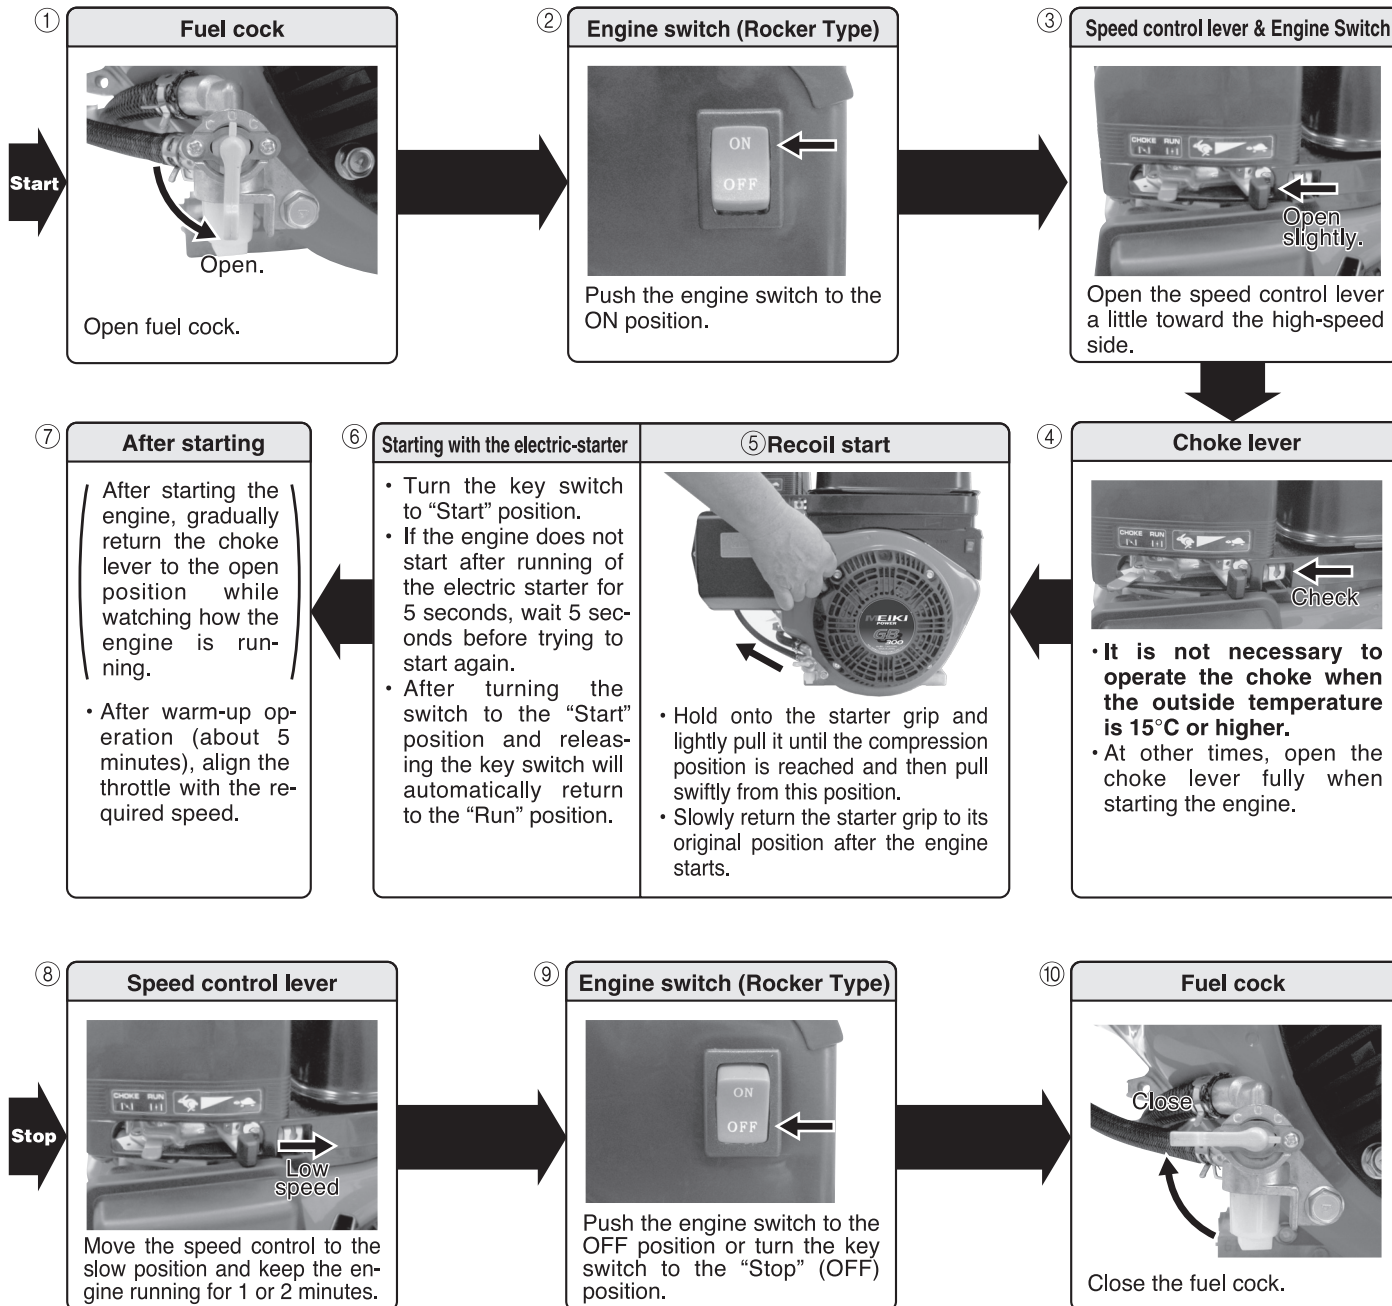 ①
Fuel cock
Start
Open.
Open fuel cock.
②
Engine switch (Rocker Type)
ON
OFF
Push the engine switch to the
ON position.
③
Speed control lever & Engine Switch
CHOKE RUN
Open
slightly.
Open the speed control lever
a little toward the high-speed
side.
④
Choke lever
CHOKE RUN
Check
・It is not necessary to
operate the choke when
the outside temperature
is 15°C or higher.
・At other times, open the
choke lever fully when
starting the engine.
⑤Recoil start
MEIKI
POWER
GB
300
・Hold onto the starter grip and
lightly pull it until the compression
position is reached and then pull
swiftly from this position.
・Slowly return the starter grip to its
original position after the engine
starts.
⑥
Starting with the electric-starter
・Turn the key switch
to “Start” position.
・If the engine does not
start after running of
the electric starter for
5 seconds, wait 5 sec-
onds before trying to
start again.
・After turning the
switch to the “Start”
position and releas-
ing the key switch will
automatically return
to the “Run” position.
⑦
After starting
After starting the
engine, gradually
return the choke
lever to the open
position while
watching how the
engine is run-
ning.
・After warm-up op-
eration (about 5
minutes), align the
throttle with the re-
quired speed.
⑧
Speed control lever
Stop
CHOKE RUN
Low
speed
Move the speed control to the
slow position and keep the en-
gine running for 1 or 2 minutes.
⑨
Engine switch (Rocker Type)
ON
OFF
Push the engine switch to the
OFF position or turn the key
switch to the “Stop” (OFF)
position.
⑩
Fuel cock
Close
Close the fuel cock.